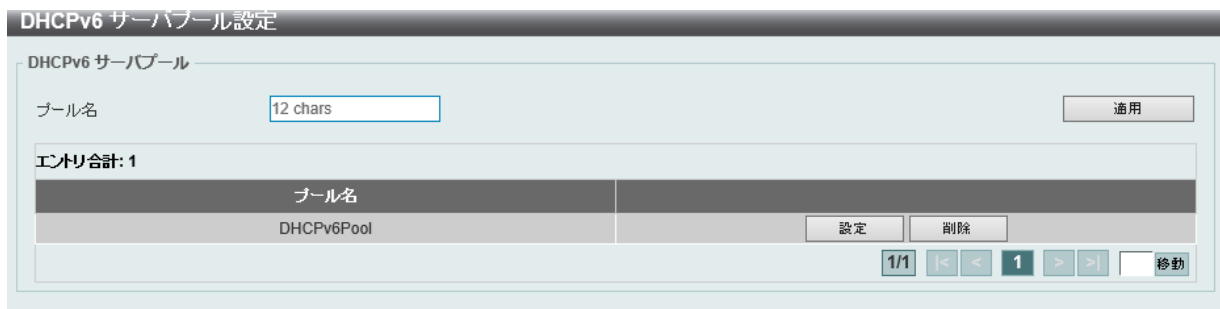 DHCPv6 サーバプール設定
DHCPv6 サーバプール
プール名 12 chars 適用
エントリ合計: 1
プール名
DHCPv6Pool 設定 削除
1/1 |< < 1 > >| 移動